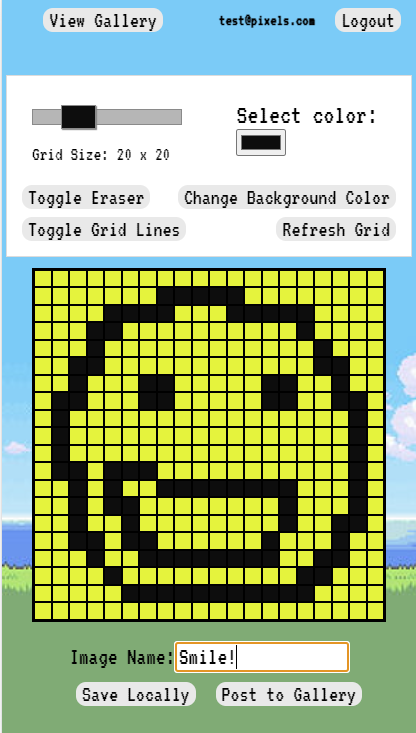 View Gallery test@pixels.com Logout
Select color:
Grid Size: 20 x 20
Toggle Eraser Change Background Color
Toggle Grid Lines Refresh Grid
Image Name: Smile!
Save Locally Post to Gallery